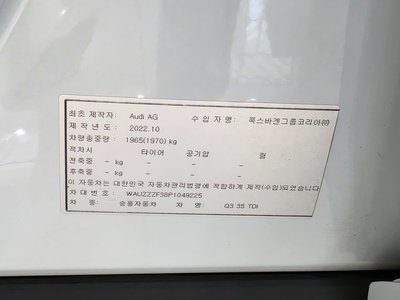 최초 제작자: Audi AG 수 입 자 명: 폭스바겐그룹코리아㈜
제 작 년 도 : 2022.10
차량총중량 : 1965(1970) kg
적차시 타이어 공기압 림
전축중 - kg
후축중 - kg
이 자동차는 대한민국 자동차관리법령에 적합하게 제작(수입)되었습니다
차 대 번 호 : WAUZZZF38P1049225
차 종: 승용자동차 차 명: Q3 35 TDI